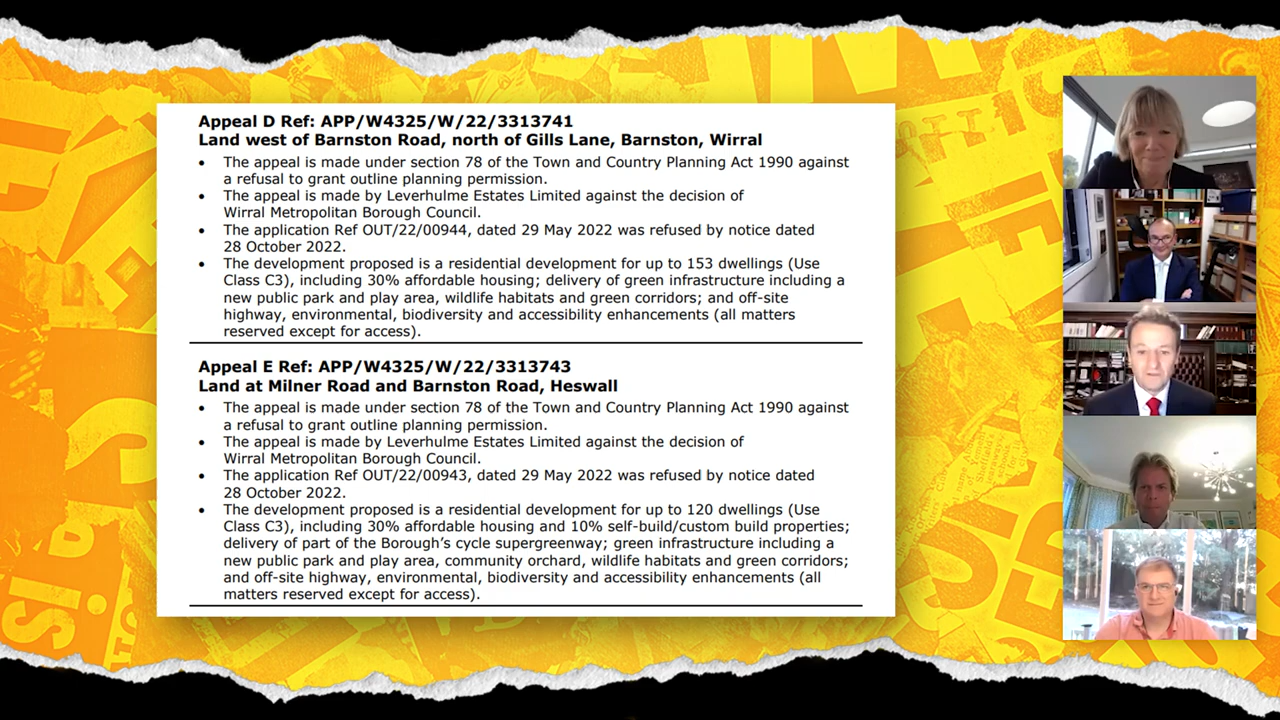 Appeal D Ref: APP/W4325/W/22/3313741
Land west of Barnston Road, north of Gills Lane, Barnston, Wirral
• The appeal is made under section 78 of the Town and Country Planning Act 1990 against
a refusal to grant outline planning permission.
• The appeal is made by Leverhulme Estates Limited against the decision of
Wirral Metropolitan Borough Council.
• The application Ref OUT/22/00944, dated 29 May 2022 was refused by notice dated
28 October 2022.
• The development proposed is a residential development for up to 153 dwellings (Use
Class C3), including 30% affordable housing; delivery of green infrastructure including a
new public park and play area, wildlife habitats and green corridors; and off-site
highway, environmental, biodiversity and accessibility enhancements (all matters
reserved except for access).
Appeal E Ref: APP/W4325/W/22/3313743
Land at Milner Road and Barnston Road, Heswall
• The appeal is made under section 78 of the Town and Country Planning Act 1990 against
a refusal to grant outline planning permission.
• The appeal is made by Leverhulme Estates Limited against the decision of
Wirral Metropolitan Borough Council.
• The application Ref OUT/22/00943, dated 29 May 2022 was refused by notice dated
28 October 2022.
• The development proposed is a residential development for up to 120 dwellings (Use
Class C3), including 30% affordable housing and 10% self-build/custom build properties;
delivery of part of the Borough's cycle supergreenway; green infrastructure including a
new public park and play area, community orchard, wildlife habitats and green corridors;
and off-site highway, environmental, biodiversity and accessibility enhancements (all
matters reserved except for access).